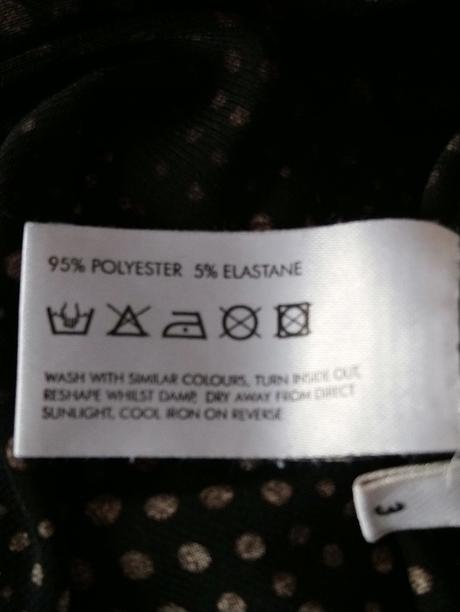 95% POLYESTER 5% ELASTANE
WASH WITH SIMILAR COLOURS, TURN INSIDE OUT,
RESHAPE WHILST DAMP, DRY AWAY FROM DIRECT
SUNLIGHT, COOL IRON ON REVERSE